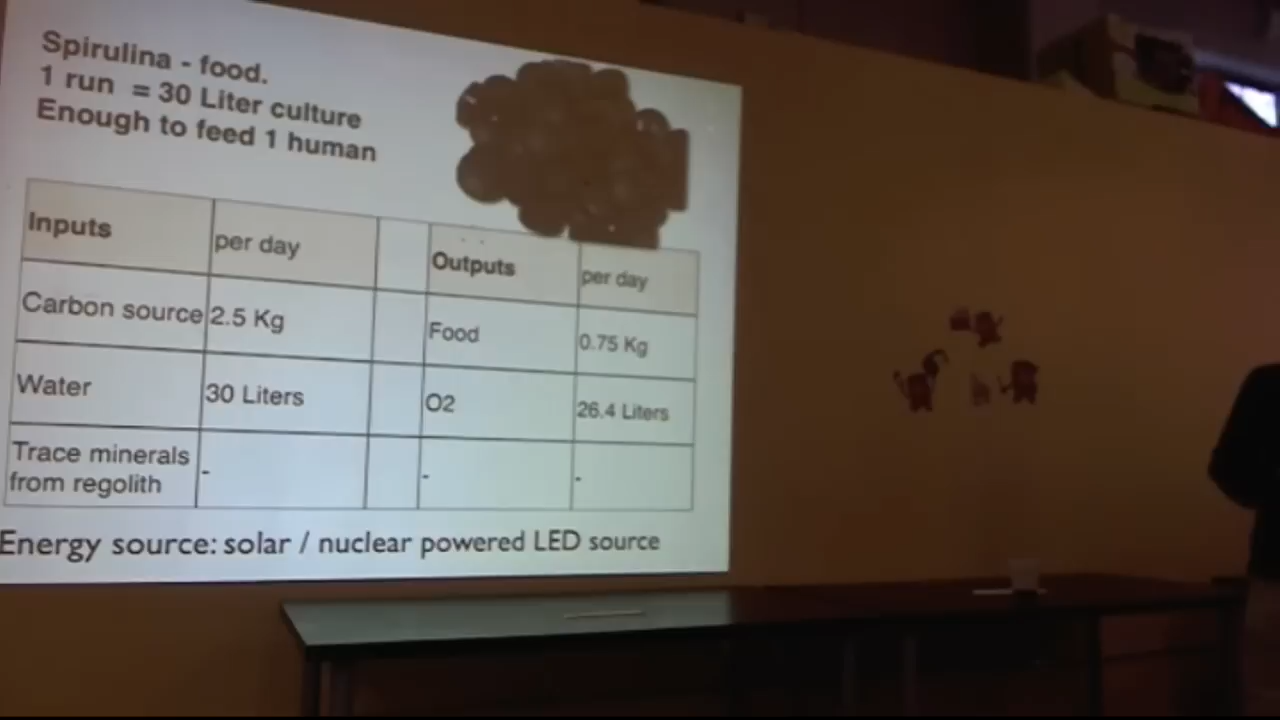 Spirulina - food.
1 run = 30 Liter culture
Enough to feed 1 human
Inputs per day Outputs per day
Carbon source 2.5 Kg Food 0.75 Kg
Water 30 Liters O2 26.4 Liters
Trace minerals
from regolith - - -
Energy source: solar / nuclear powered LED source